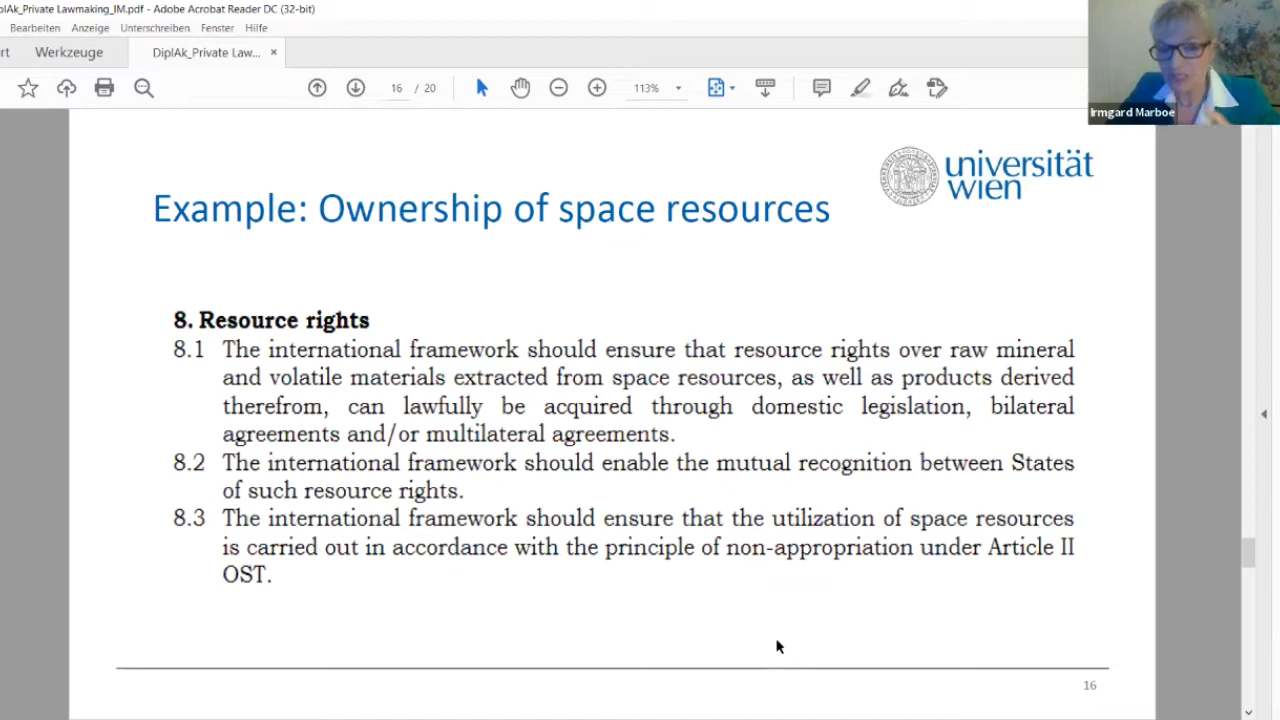 plAk_Private Lawmaking_IM.pdf - Adobe Acrobat Reader DC (32-bit)
Bearbeiten Anzeige Unterschreiben Fenster Hilfe
rt Werkzeuge DiplAk_Private Law... ×
16 / 20 113%
Irmgard Marboe
universität
wien
Example: Ownership of space resources
8. Resource rights
8.1 The international framework should ensure that resource rights over raw mineral
and volatile materials extracted from space resources, as well as products derived
therefrom, can lawfully be acquired through domestic legislation, bilateral
agreements and/or multilateral agreements.
8.2 The international framework should enable the mutual recognition between States
of such resource rights.
8.3 The international framework should ensure that the utilization of space resources
is carried out in accordance with the principle of non-appropriation under Article II
OST.
16